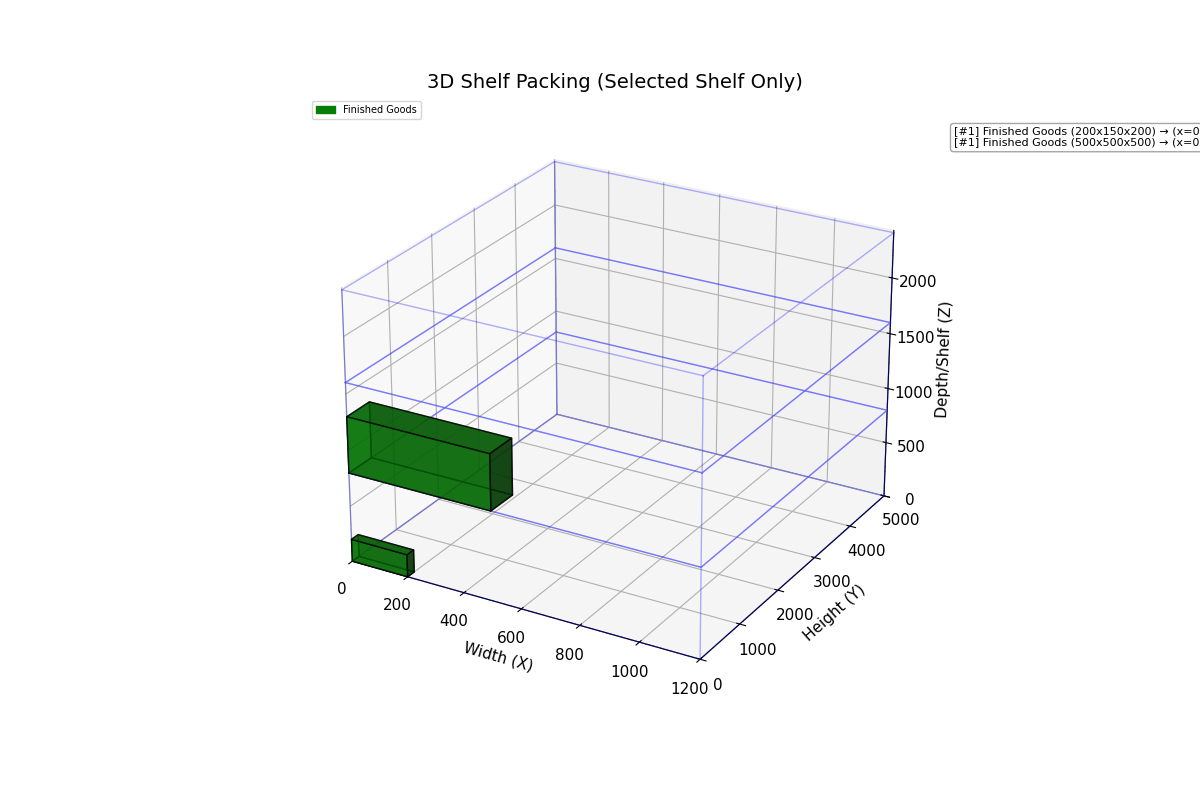 3D Shelf Packing (Selected Shelf Only)
Finished Goods
[#1] Finished Goods (200x150x200) → (x=0
[#1] Finished Goods (500x500x500) → (x=0
2000
1500
1000
500
0
Depth/Shelf (Z)
5000
4000
3000
2000
1000
0
Height (Y)
0
200
400
600
800
1000
1200
Width (X)